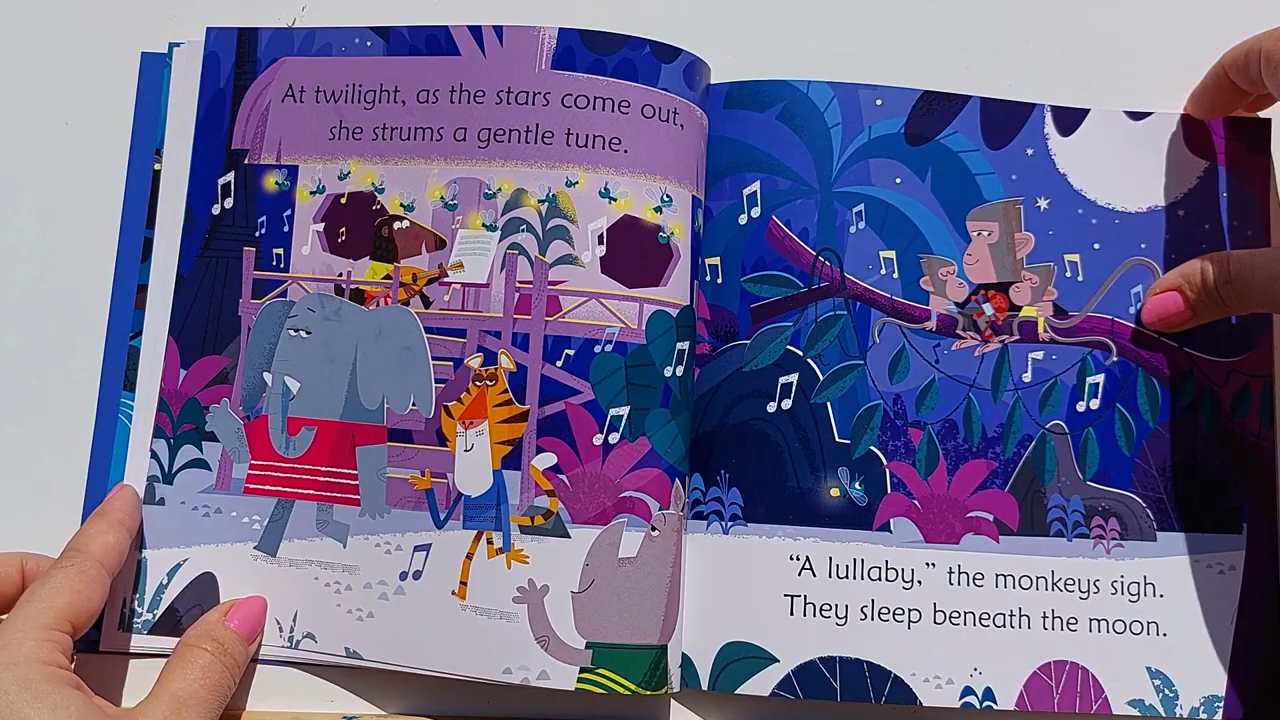 At twilight, as the stars come out,
she strums a gentle tune.
“A lullaby,” the monkeys sigh.
They sleep beneath the moon.